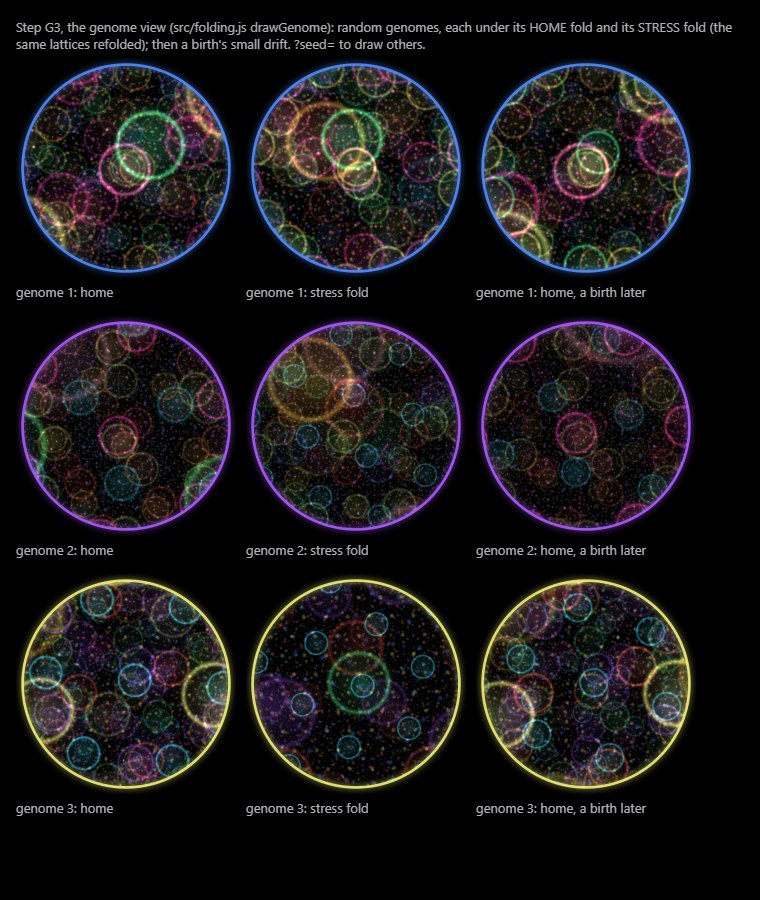 Step G3, the genome view (src/folding.js drawGenome): random genomes, each under its HOME fold and its STRESS fold (the
same lattices refolded); then a birth's small drift. ?seed= to draw others.
genome 1: home
genome 1: stress fold
genome 1: home, a birth later
genome 2: home
genome 2: stress fold
genome 2: home, a birth later
genome 3: home
genome 3: stress fold
genome 3: home, a birth later